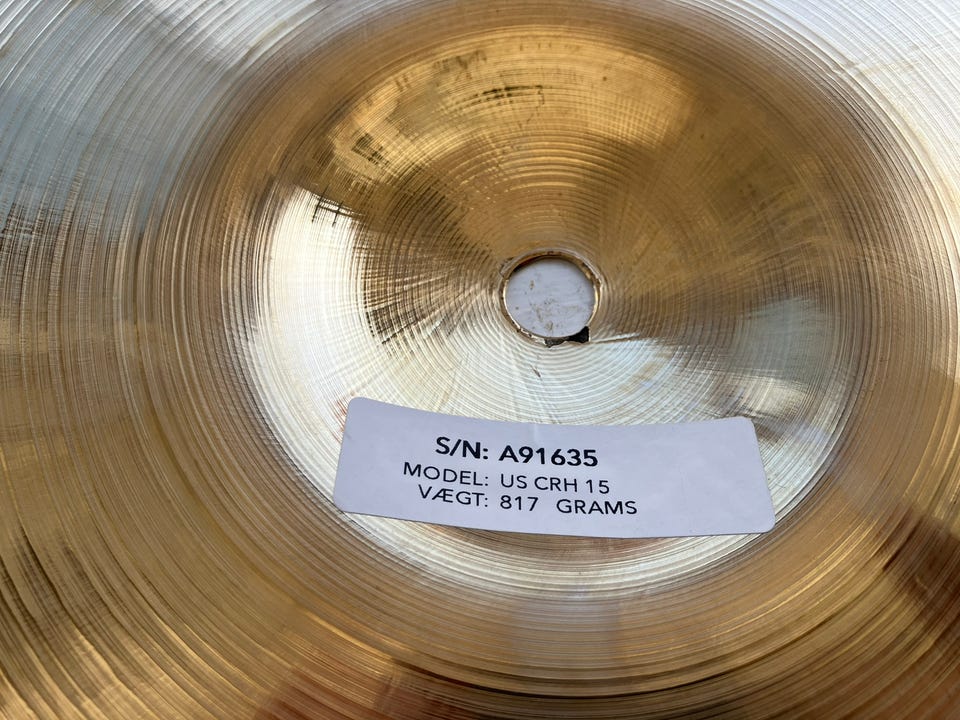 S/N: A91635
MODEL: US CRH 15
VÆGT: 817 GRAMS